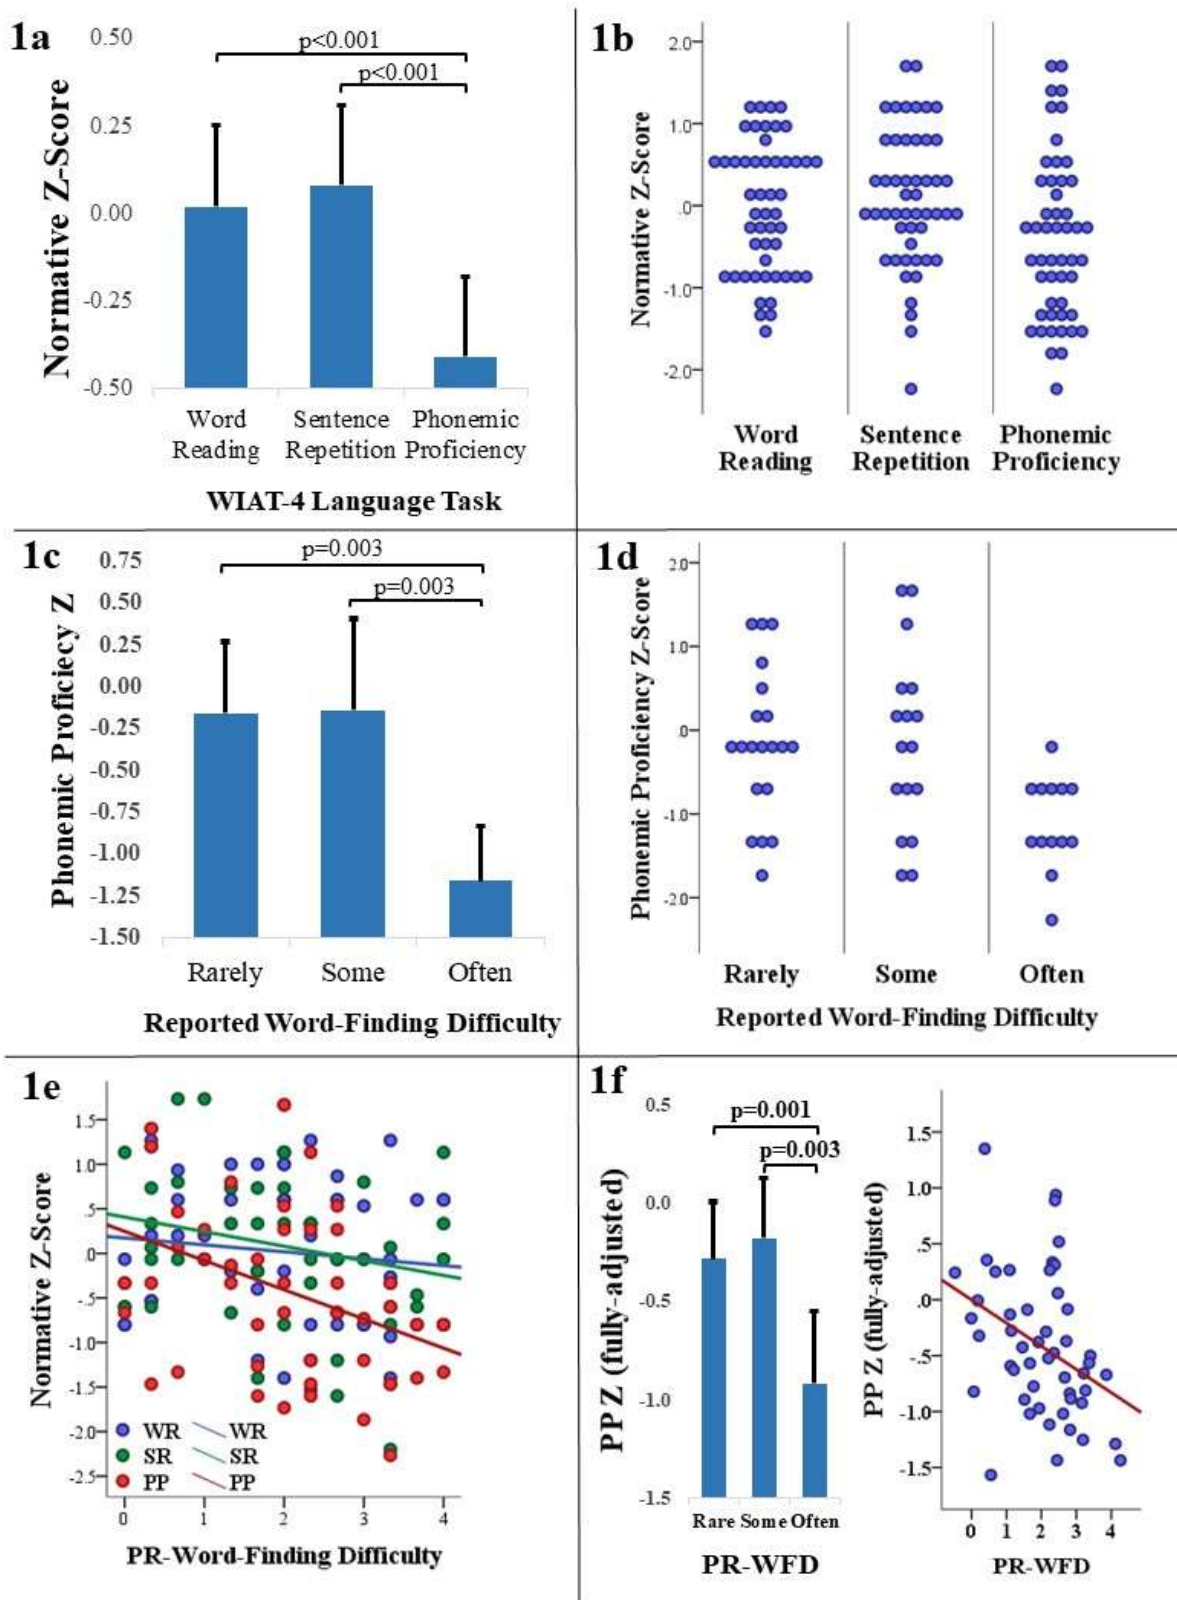 1a
0.50
0.25
0.00
-0.25
-0.50
Normative Z-Score
p<0.001
p<0.001
Word Reading
Sentence Repetition
Phonemic Proficiency
WIAT-4 Language Task
1b
2.0
1.0
.0
-1.0
-2.0
Normative Z-Score
Word Reading
Sentence Repetition
Phonemic Proficiency
1c
0.75
0.50
0.25
0.00
-0.25
-0.50
-0.75
-1.00
-1.25
-1.50
Phonemic Proficiecy Z
p=0.003
p=0.003
Rarely Some Often
Reported Word-Finding Difficulty
1d
2.0
1.0
.0
-1.0
-2.0
Phonemic Proficiency Z-Score
Rarely Some Often
Reported Word-Finding Difficulty
1e
1.5
1.0
.5
.0
-.5
-1.0
-1.5
-2.0
-2.5
Normative Z-Score
WR WR
SR SR
PP PP
0 1 2 3 4
PR-Word-Finding Difficulty
1f
0.5
0.0
-0.5
-1.0
-1.5
PP Z (fully-adjusted)
p=0.001
p=0.003
Rare Some Often
PR-WFD
1.5
1.0
.5
.0
-.5
-1.0
-1.5
PP Z (fully-adjusted)
0 1 2 3 4
PR-WFD